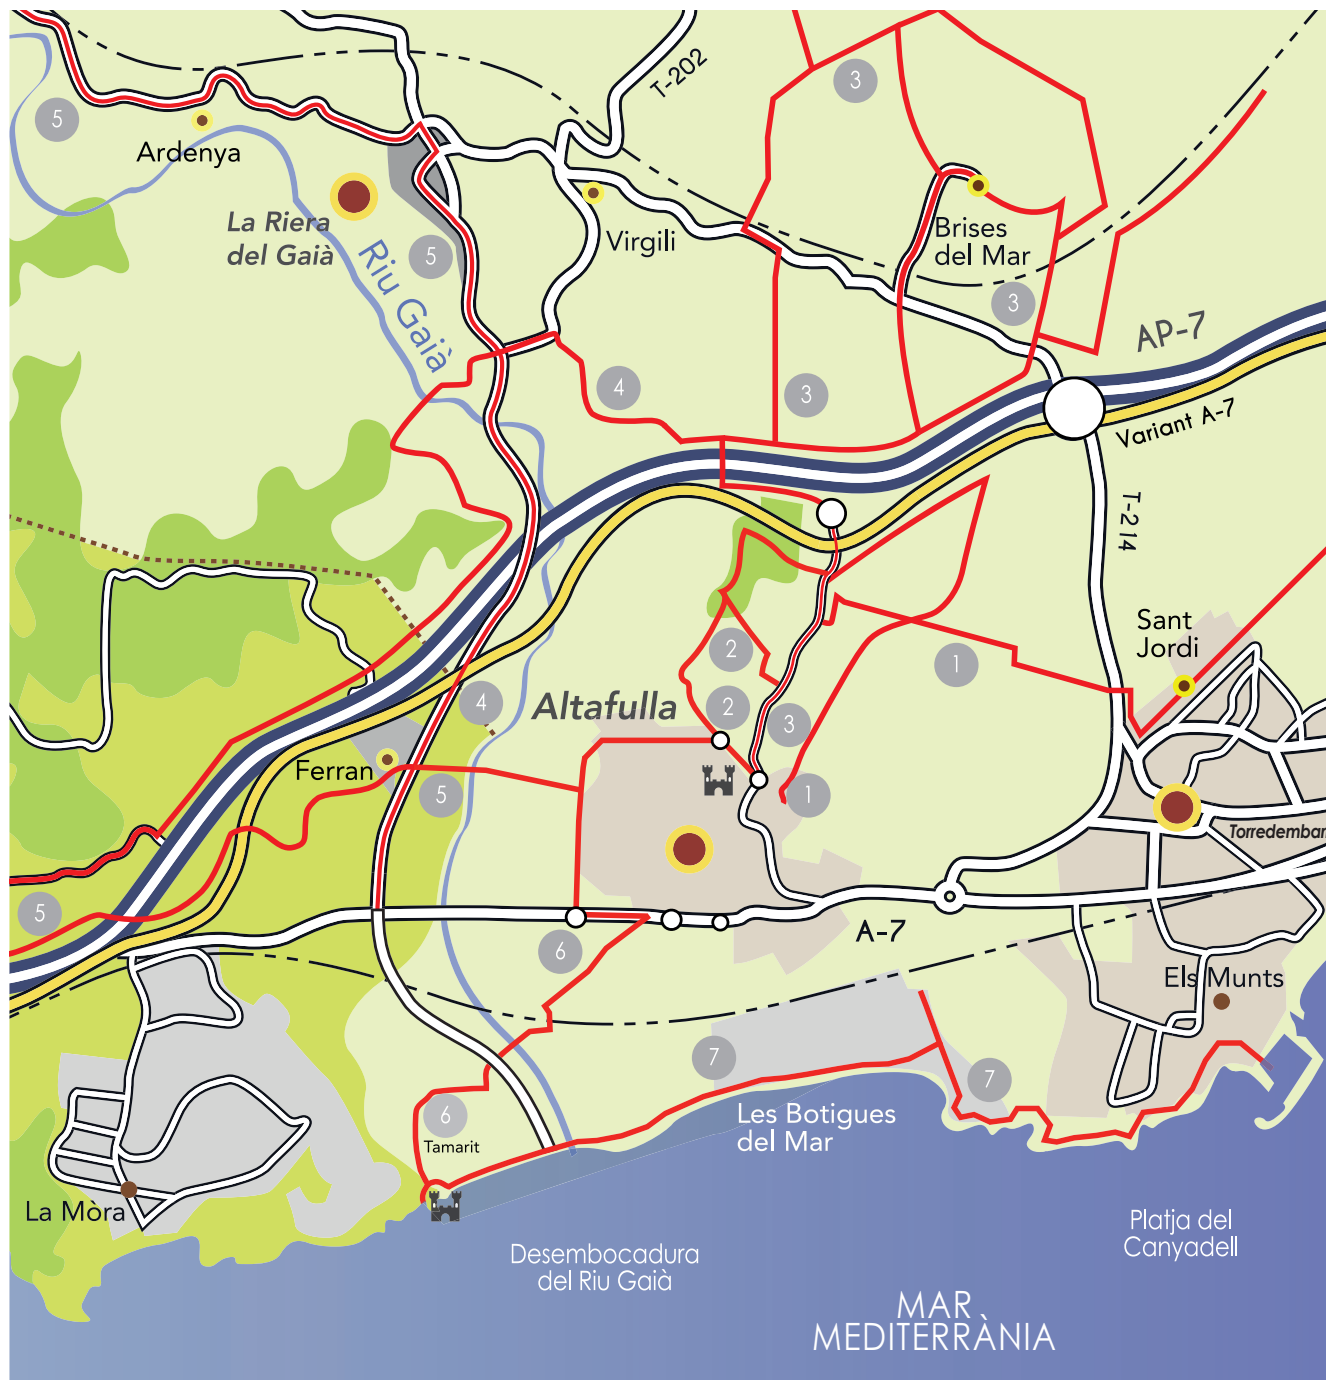 T-202
3
5
Ardenya
La Riera
del Gaià
Riu Gaià
5
Virgili
Brises
del Mar
3
AP-7
4
3
Variant A-7
T-214
Sant
Jordi
2
1
4
Altafulla
2
3
Ferran
5
1
Torredembar
5
A-7
6
Els Munts
7
7
6
Tamarit
Les Botigues
del Mar
La Mòra
Platja del
Canyadell
Desembocadura
del Riu Gaià
MAR
MEDITERRÀNIA